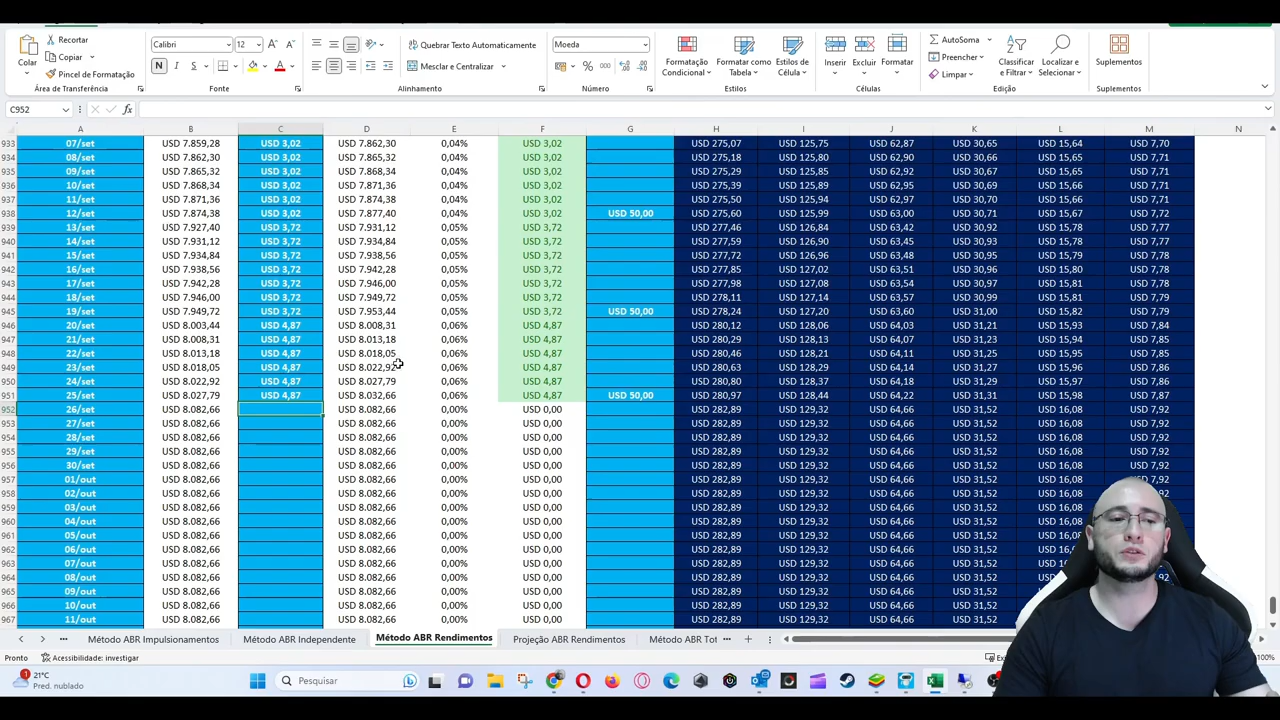 Recortar
Copiar
Pincel de Formatação
Colar
Área de Transferência
Calibri 12
N I S
Fonte
Quebrar Texto Automaticamente
Mesclar e Centralizar
Alinhamento
Moeda
% 000
Número
Formatação Condicional
Formatar como Tabela
Estilos de Célula
Estilos
Inserir
Excluir
Formatar
Células
AutoSoma
Preencher
Limpar
Classificar e Filtrar
Localizar e Selecionar
Edição
Suplementos
Suplementos
C952 fx
A B C D E F G H I J K L M N
933 07/set USD 7.859,28 USD 3,02 USD 7.862,30 0,04% USD 3,02 USD 275,07 USD 125,75 USD 62,87 USD 30,65 USD 15,64 USD 7,70
934 08/set USD 7.862,30 USD 3,02 USD 7.865,32 0,04% USD 3,02 USD 275,18 USD 125,80 USD 62,90 USD 30,67 USD 15,65 USD 7,71
935 09/set USD 7.865,32 USD 3,02 USD 7.868,34 0,04% USD 3,02 USD 275,29 USD 125,85 USD 62,92 USD 30,68 USD 15,65 USD 7,71
936 10/set USD 7.868,34 USD 3,02 USD 7.871,36 0,04% USD 3,02 USD 275,39 USD 125,89 USD 62,95 USD 30,69 USD 15,66 USD 7,71
937 11/set USD 7.871,36 USD 3,02 USD 7.874,38 0,04% USD 3,02 USD 275,50 USD 125,94 USD 62,97 USD 30,70 USD 15,66 USD 7,71
938 12/set USD 7.874,38 USD 3,02 USD 7.877,40 0,04% USD 3,02 USD 50,00 USD 275,60 USD 125,99 USD 63,00 USD 30,71 USD 15,67 USD 7,72
939 13/set USD 7.927,40 USD 3,72 USD 7.931,12 0,05% USD 3,72 USD 277,46 USD 126,84 USD 63,42 USD 30,92 USD 15,78 USD 7,77
940 14/set USD 7.931,12 USD 3,72 USD 7.934,84 0,05% USD 3,72 USD 277,59 USD 126,90 USD 63,45 USD 30,93 USD 15,78 USD 7,77
941 15/set USD 7.934,84 USD 3,72 USD 7.938,56 0,05% USD 3,72 USD 277,72 USD 126,96 USD 63,48 USD 30,95 USD 15,79 USD 7,78
942 16/set USD 7.938,56 USD 3,72 USD 7.942,28 0,05% USD 3,72 USD 277,85 USD 127,02 USD 63,51 USD 30,96 USD 15,80 USD 7,78
943 17/set USD 7.942,28 USD 3,72 USD 7.946,00 0,05% USD 3,72 USD 277,98 USD 127,08 USD 63,54 USD 30,97 USD 15,81 USD 7,78
944 18/set USD 7.946,00 USD 3,72 USD 7.949,72 0,05% USD 3,72 USD 278,11 USD 127,14 USD 63,57 USD 30,99 USD 15,81 USD 7,79
945 19/set USD 7.949,72 USD 3,72 USD 7.953,44 0,05% USD 3,72 USD 50,00 USD 278,24 USD 127,20 USD 63,60 USD 31,00 USD 15,82 USD 7,79
946 20/set USD 8.003,44 USD 4,87 USD 8.008,31 0,06% USD 4,87 USD 280,12 USD 128,06 USD 64,03 USD 31,21 USD 15,93 USD 7,84
947 21/set USD 8.008,31 USD 4,87 USD 8.013,18 0,06% USD 4,87 USD 280,29 USD 128,13 USD 64,07 USD 31,23 USD 15,94 USD 7,85
948 22/set USD 8.013,18 USD 4,87 USD 8.018,05 0,06% USD 4,87 USD 280,46 USD 128,21 USD 64,11 USD 31,25 USD 15,95 USD 7,85
949 23/set USD 8.018,05 USD 4,87 USD 8.022,92 0,06% USD 4,87 USD 280,63 USD 128,29 USD 64,14 USD 31,27 USD 15,96 USD 7,86
950 24/set USD 8.022,92 USD 4,87 USD 8.027,79 0,06% USD 4,87 USD 280,80 USD 128,37 USD 64,18 USD 31,29 USD 15,97 USD 7,86
951 25/set USD 8.027,79 USD 4,87 USD 8.032,66 0,06% USD 4,87 USD 50,00 USD 280,97 USD 128,44 USD 64,22 USD 31,31 USD 15,98 USD 7,87
952 26/set USD 8.082,66 USD 8.082,66 0,00% USD 0,00 USD 282,89 USD 129,32 USD 64,66 USD 31,52 USD 16,08 USD 7,92
953 27/set USD 8.082,66 USD 8.082,66 0,00% USD 0,00 USD 282,89 USD 129,32 USD 64,66 USD 31,52 USD 16,08 USD 7,92
954 28/set USD 8.082,66 USD 8.082,66 0,00% USD 0,00 USD 282,89 USD 129,32 USD 64,66 USD 31,52 USD 16,08 USD 7,92
955 29/set USD 8.082,66 USD 8.082,66 0,00% USD 0,00 USD 282,89 USD 129,32 USD 64,66 USD 31,52 USD 16,08 USD 7,92
956 30/set USD 8.082,66 USD 8.082,66 0,00% USD 0,00 USD 282,89 USD 129,32 USD 64,66 USD 31,52 USD 16,08 USD 7,92
957 01/out USD 8.082,66 USD 8.082,66 0,00% USD 0,00 USD 282,89 USD 129,32 USD 64,66 USD 31,52 USD 16,08 7,92
958 02/out USD 8.082,66 USD 8.082,66 0,00% USD 0,00 USD 282,89 USD 129,32 USD 64,66 USD 31,52 USD 16,08
959 03/out USD 8.082,66 USD 8.082,66 0,00% USD 0,00 USD 282,89 USD 129,32 USD 64,66 USD 31,52 USD 16,08
960 04/out USD 8.082,66 USD 8.082,66 0,00% USD 0,00 USD 282,89 USD 129,32 USD 64,66 USD 31,52 USD 16,08
961 05/out USD 8.082,66 USD 8.082,66 0,00% USD 0,00 USD 282,89 USD 129,32 USD 64,66 USD 31,52 USD 16,08
962 06/out USD 8.082,66 USD 8.082,66 0,00% USD 0,00 USD 282,89 USD 129,32 USD 64,66 USD 31,52 USD
963 07/out USD 8.082,66 USD 8.082,66 0,00% USD 0,00 USD 282,89 USD 129,32 USD 64,66 USD 31,52 USD 16,08
964 08/out USD 8.082,66 USD 8.082,66 0,00% USD 0,00 USD 282,89 USD 129,32 USD 64,66 USD 31,52 USD 16,08 7,92
965 09/out USD 8.082,66 USD 8.082,66 0,00% USD 0,00 USD 282,89 USD 129,32 USD 64,66 USD 31,52
966 10/out USD 8.082,66 USD 8.082,66 0,00% USD 0,00 USD 282,89 USD 129,32 USD 64,66 USD 31,52
967 11/out USD 8.082,66 USD 8.082,66 0,00% USD 0,00 USD 282,89 USD 129,32 USD 64,66 USD 31,52
Método ABR Impulsionamentos Método ABR Independente Método ABR Rendimentos Projeção ABR Rendimentos Método ABR Tot
Pronto Acessibilidade: investigar 100%
1 21°C
Pred. nublado
Pesquisar